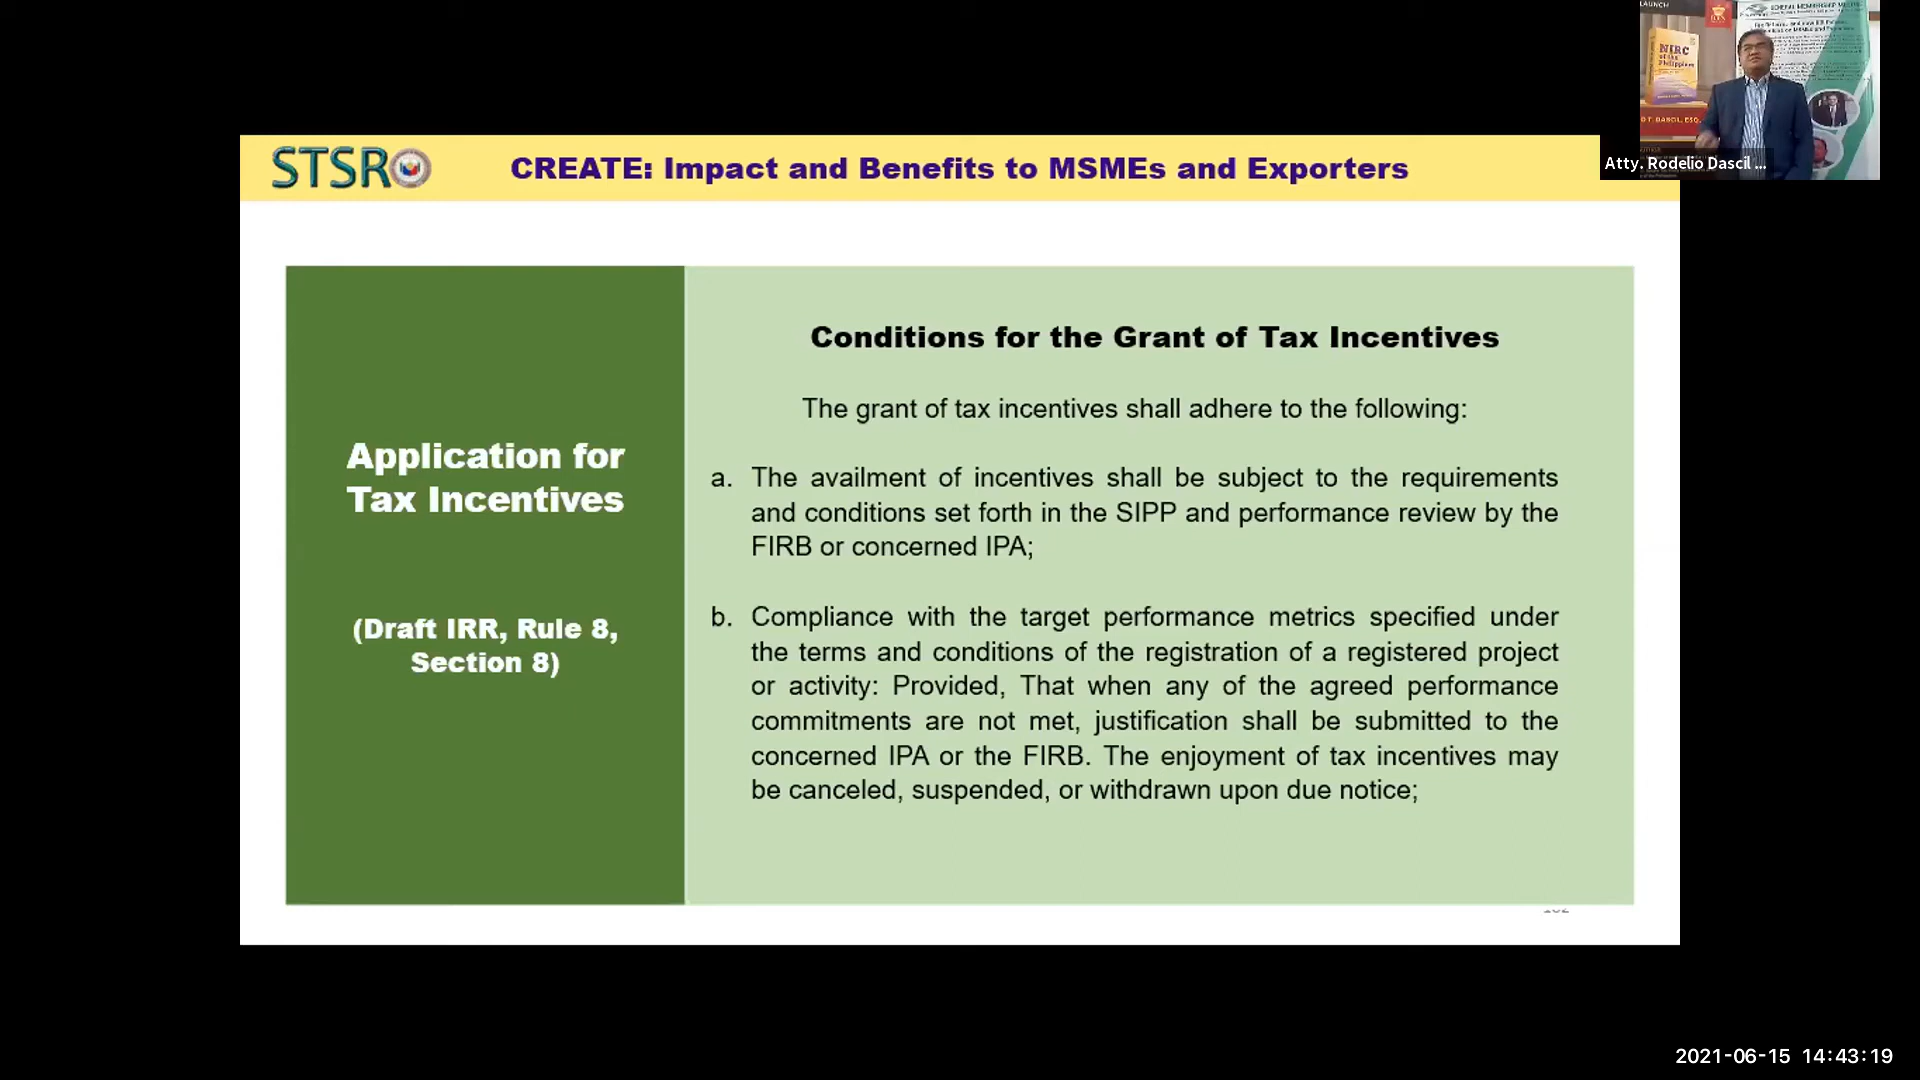 STSR
CREATE: Impact and Benefits to MSMEs and Exporters
LAUNCH
NIRC
of the
Philippines
Atty. Rodelio Dascil ...
Application for
Tax Incentives
(Draft IRR, Rule 8,
Section 8)
Conditions for the Grant of Tax Incentives
The grant of tax incentives shall adhere to the following:
a. The availment of incentives shall be subject to the requirements
and conditions set forth in the SIPP and performance review by the
FIRB or concerned IPA;
b. Compliance with the target performance metrics specified under
the terms and conditions of the registration of a registered project
or activity: Provided, That when any of the agreed performance
commitments are not met, justification shall be submitted to the
concerned IPA or the FIRB. The enjoyment of tax incentives may
be canceled, suspended, or withdrawn upon due notice;
2021-06-15 14:43:19